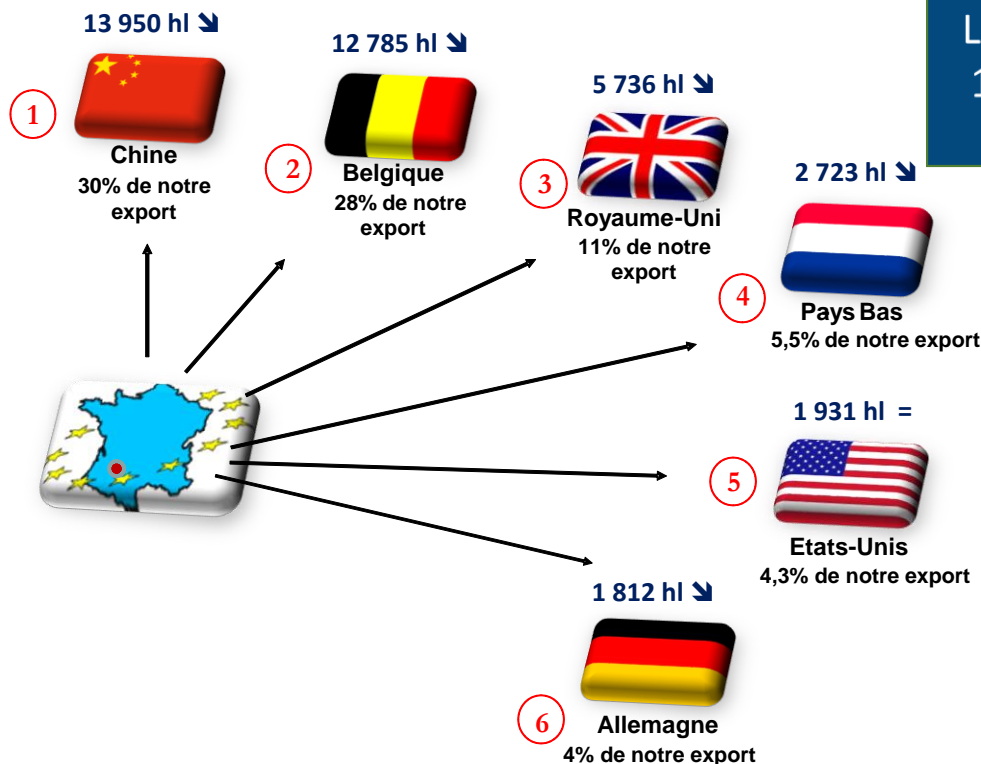 13 950 hl ↘
1
Chine
30% de notre
export
12 785 hl ↘
2
Belgique
28% de notre
export
5 736 hl ↘
3
Royaume-Uni
11% de notre
export
2 723 hl ↘
4
Pays Bas
5,5% de notre export
1 931 hl =
5
Etats-Unis
4,3% de notre export
1 812 hl ↘
6
Allemagne
4% de notre export
L
1